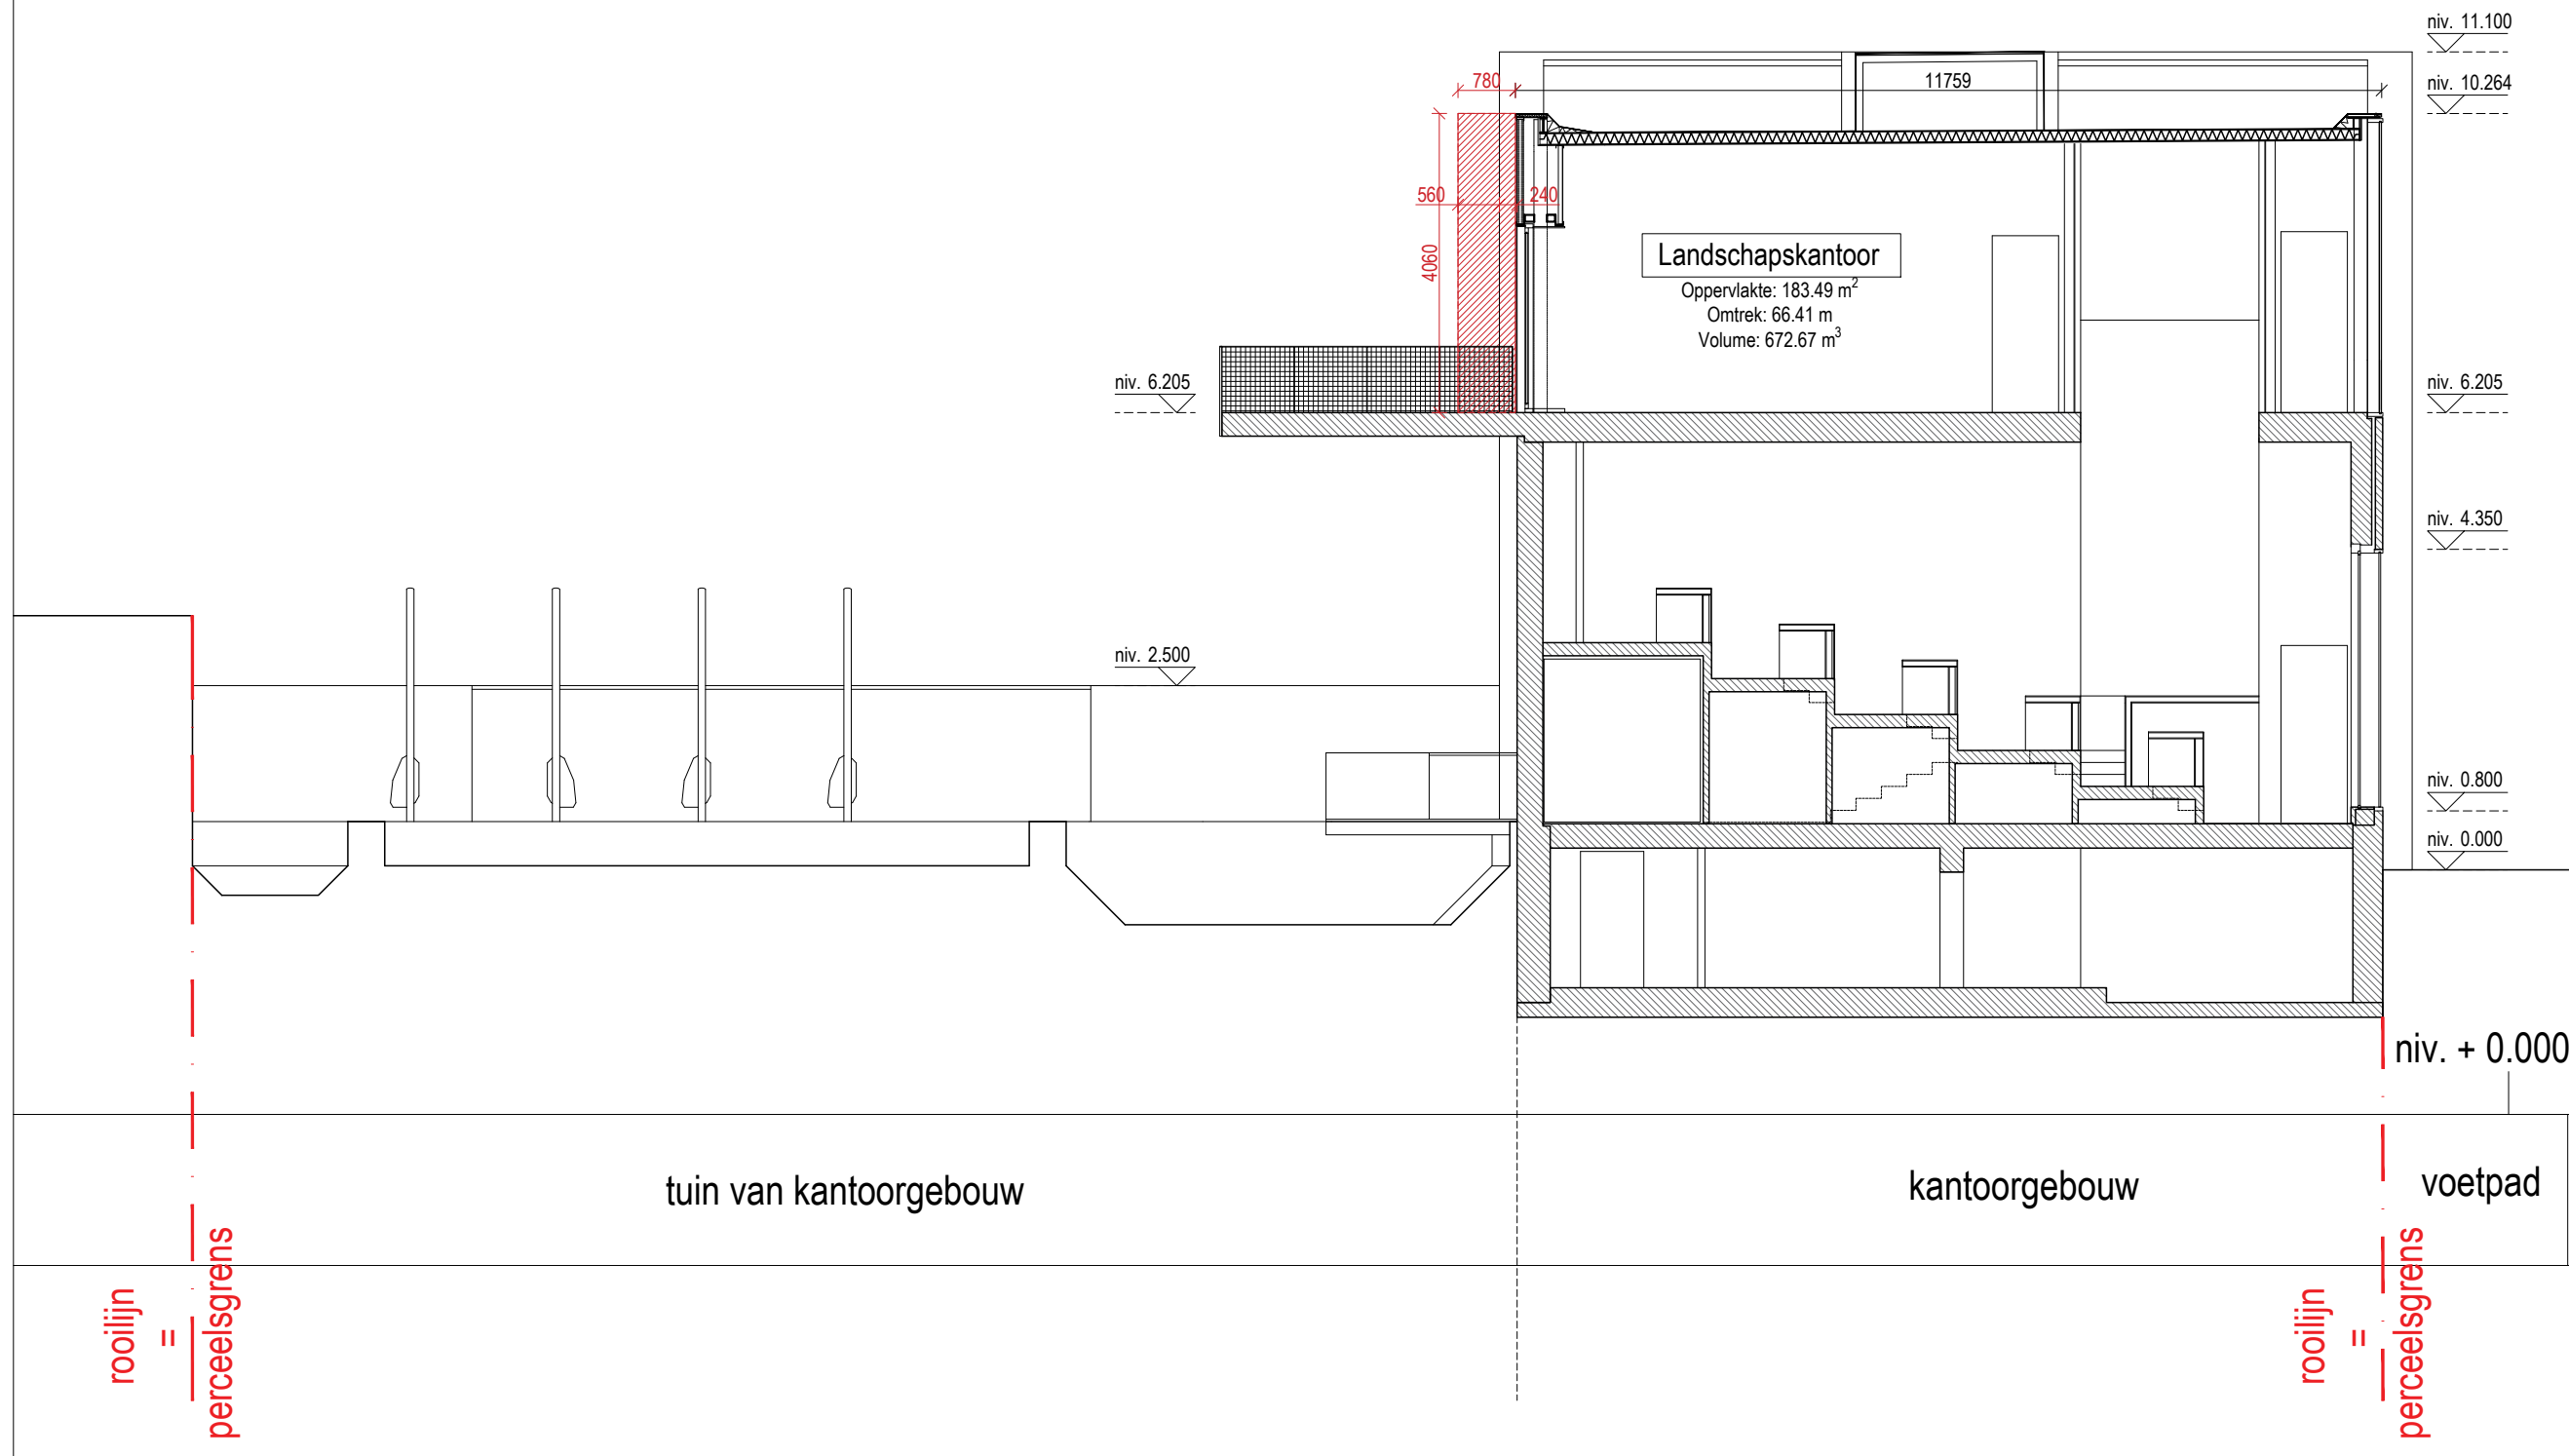 niv. 11.100
780
11759
niv. 10.264
560
240
4060
Landschapskantoor
Oppervlakte: 183.49 m²
Omtrek: 66.41 m
Volume: 672.67 m³
niv. 6.205
niv. 6.205
niv. 4.350
niv. 2.500
niv. 0.800
niv. 0.000
niv. + 0.000
tuin van kantoorgebouw
kantoorgebouw
voetpad
rooilijn
=
perceelsgrens
rooilijn
=
perceelsgrens